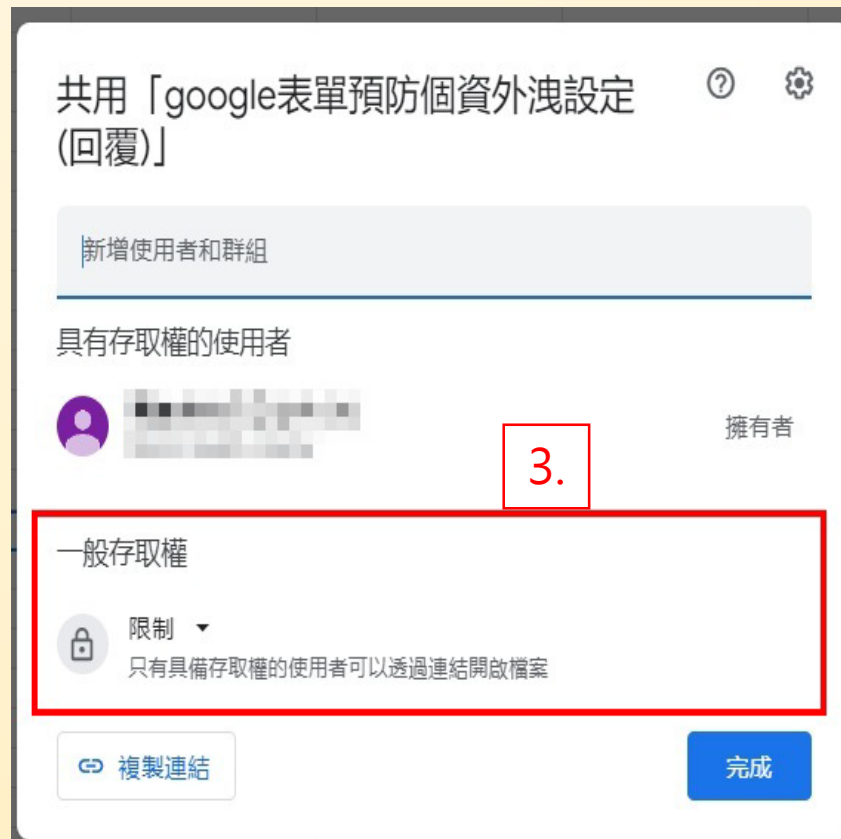 共用「google表單預防個資外洩設定
(回覆)」
新增使用者和群組
具有存取權的使用者
擁有者
3.
一般存取權
限制
只有具備存取權的使用者可以透過連結開啟檔案
複製連結
完成